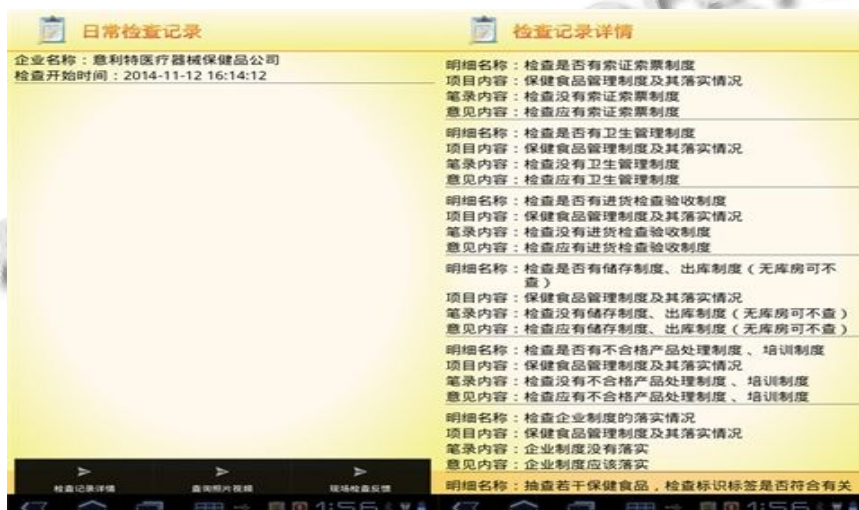 日常检查记录
企业名称：意利特医疗器械保健品公司
检查开始时间：2014-11-12 16:14:12
检查记录详情
查询照片视频
现场检查反馈
1:56
检查记录详情
明细名称：检查是否有索证索票制度
项目内容：保健食品管理制度及其落实情况
笔录内容：检查没有索证索票制度
意见内容：检查应有索证索票制度
明细名称：检查是否有卫生管理制度
项目内容：保健食品管理制度及其落实情况
笔录内容：检查没有卫生管理制度
意见内容：检查应有卫生管理制度
明细名称：检查是否有进货检查验收制度
项目内容：保健食品管理制度及其落实情况
笔录内容：检查没有进货检查验收制度
意见内容：检查应有进货检查验收制度
明细名称：检查是否有储存制度、出库制度（无库房可不
查）
项目内容：保健食品管理制度及其落实情况
笔录内容：检查没有储存制度、出库制度（无库房可不查）
意见内容：检查应有储存制度、出库制度（无库房可不查）
明细名称：检查是否有不合格产品处理制度、培训制度
项目内容：保健食品管理制度及其落实情况
笔录内容：检查没有不合格产品处理制度、培训制度
意见内容：检查应有不合格产品处理制度、培训制度
明细名称：检查企业制度的落实情况
项目内容：保健食品管理制度及其落实情况
笔录内容：企业制度没有落实
意见内容：企业制度应该落实
明细名称：抽查若干保健食品，检查标识标签是否符合有关
1:56